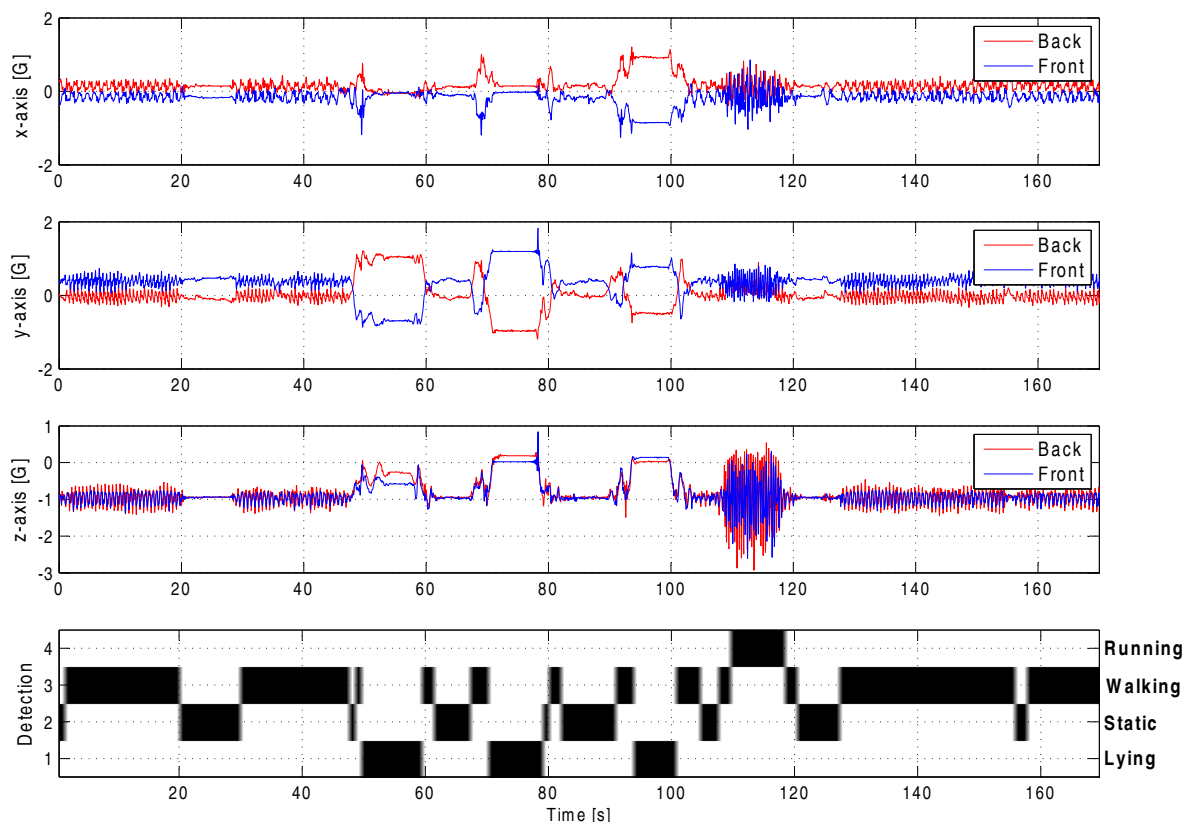 2
0
-2
x-axis [G]
Back
Front
0 20 40 60 80 100 120 140 160
2
0
-2
y-axis [G]
Back
Front
0 20 40 60 80 100 120 140 160
1
0
-1
-2
-3
z-axis [G]
Back
Front
0 20 40 60 80 100 120 140 160
Detection
4 Running
3 Walking
2 Static
1 Lying
20 40 60 80 100 120 140 160
Time [s]